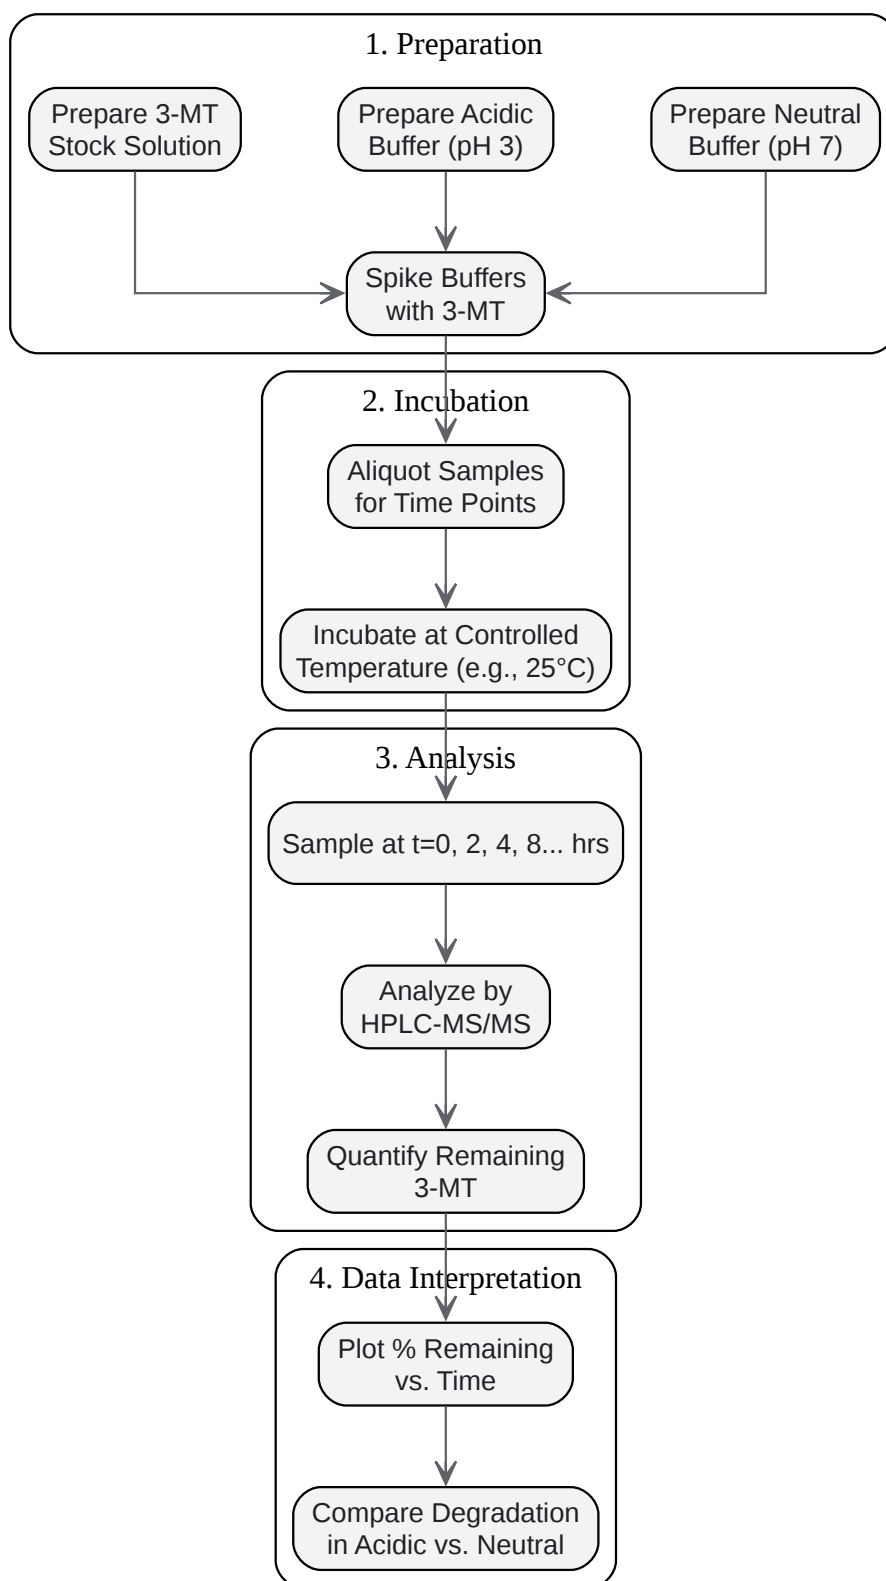 1. Preparation
Prepare 3-MT
Stock Solution
Prepare Acidic
Buffer (pH 3)
Prepare Neutral
Buffer (pH 7)
Spike Buffers
with 3-MT
2. Incubation
Aliquot Samples
for Time Points
Incubate at Controlled
Temperature (e.g., 25°C)
3. Analysis
Sample at t=0, 2, 4, 8... hrs
Analyze by
HPLC-MS/MS
Quantify Remaining
3-MT
4. Data Interpretation
Plot % Remaining
vs. Time
Compare Degradation
in Acidic vs. Neutral